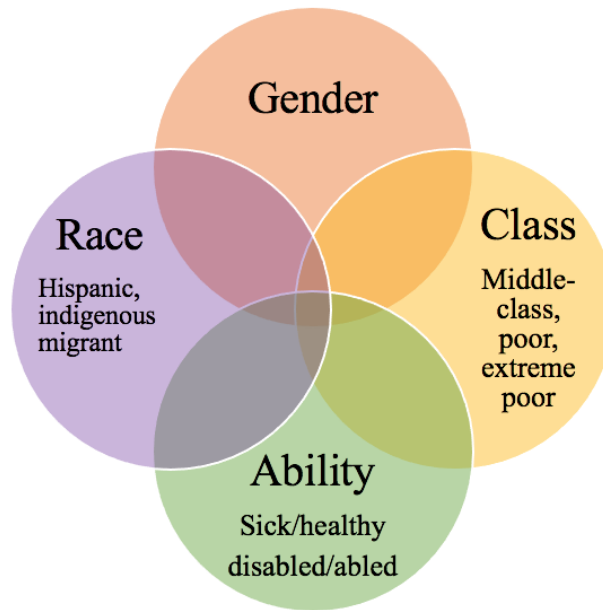 Gender
Race
Hispanic,
indigenous
migrant
Class
Middle-
class,
poor,
extreme
poor
Ability
Sick/healthy
disabled/abled